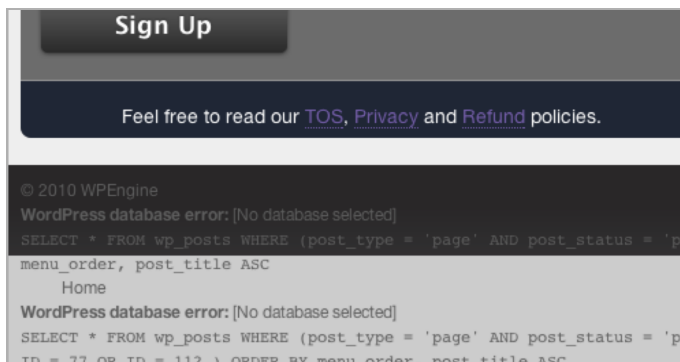 Sign Up
Feel free to read our TOS, Privacy and Refund policies.
© 2010 WPEngine
WordPress database error: [No database selected]
SELECT * FROM wp_posts WHERE (post_type = 'page' AND post_status = 'p
menu_order, post_title ASC
Home
WordPress database error: [No database selected]
SELECT * FROM wp_posts WHERE (post_type = 'page' AND post_status = 'p
ID = 77 OR ID = 112 ) ORDER BY menu_order, post_title ASC